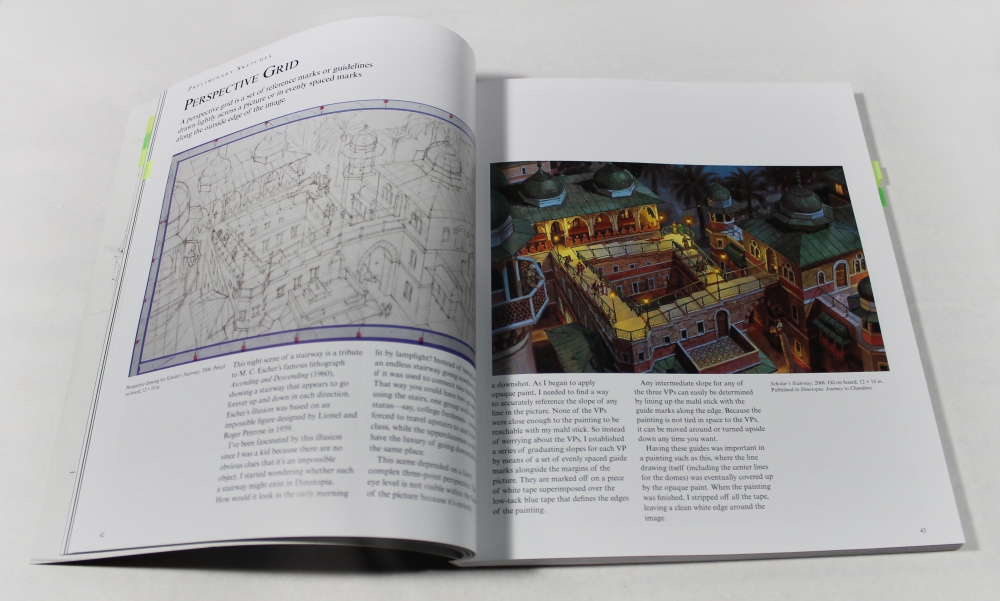 PRELIMINARY SKETCHES
PERSPECTIVE GRID
A perspective grid is a set of reference marks or guidelines
drawn lightly across a picture or in evenly spaced marks
along the outside edge of the image.
Perspective drawing for Scholar's Stairway, 2006. Pencil
on board, 12 × 18 in.
This night scene of a stairway is a tribute
to M. C. Escher's famous lithograph
Ascending and Descending (1960),
showing a stairway that appears to go
forever up and down in each direction.
Escher's illusion was based on an
impossible figure designed by Lionel and
Roger Penrose in 1959.
I've been fascinated by this illusion
since I was a kid because there are no
obvious clues that it's an impossible
object. I started wondering whether such
a stairway might exist in Dinotopia.
How would it look in the early morning
lit by lamplight? Instead of
an endless stairway going
if it was used to connect
That way you could have
using the stairs, one group
status—say, college
forced to travel upstairs to
class, while the upperclassmen
have the luxury of going down
the same place.
This scene depended on a
complex three-point perspective
eye level is not visible within the
of the picture because it's
42
a downshot. As I began to apply
opaque paint, I needed to find a way
to accurately reference the slope of any
line in the picture. None of the VPs
were close enough to the painting to be
reachable with my mahl stick. So instead
of worrying about the VPs, I established
a series of graduating slopes for each VP
by means of a set of evenly spaced guide
marks alongside the margins of the
picture. They are marked off on a piece
of white tape superimposed over the
low-tack blue tape that defines the edges
of the painting.
Any intermediate slope for any of
the three VPs can easily be determined
by lining up the mahl stick with the
guide marks along the edge. Because the
painting is not tied in space to the VPs,
it can be moved around or turned upside
down any time you want.
Having these guides was important in
a painting such as this, where the line
drawing itself (including the center lines
for the domes) was eventually covered up
by the opaque paint. When the painting
was finished, I stripped off all the tape,
leaving a clean white edge around the
image.
Scholar's Stairway, 2006. Oil on board, 12 × 18 in.
Published in Dinotopia: Journey to Chandara.
43